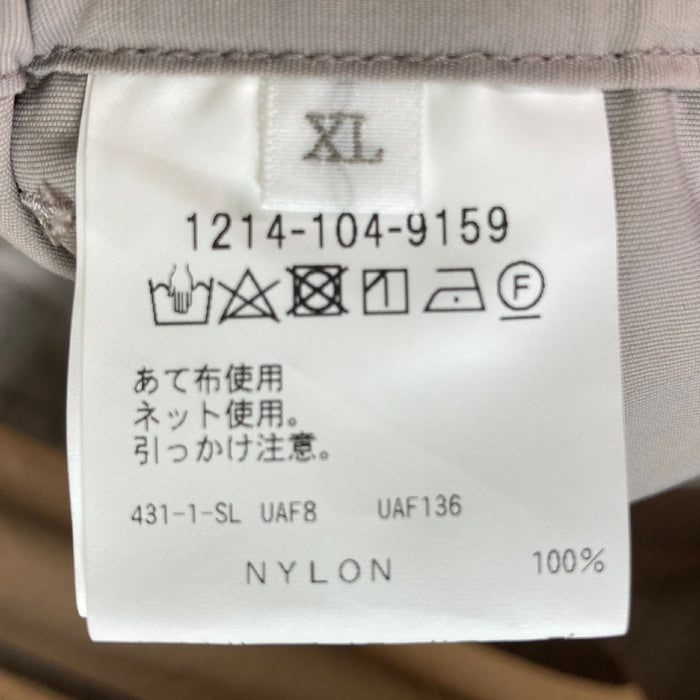 XL
1214-104-9159
F
あて布使用
ネット使用。
引っかけ注意。
431-1-SL UAF8 UAF136
NYLON 100%